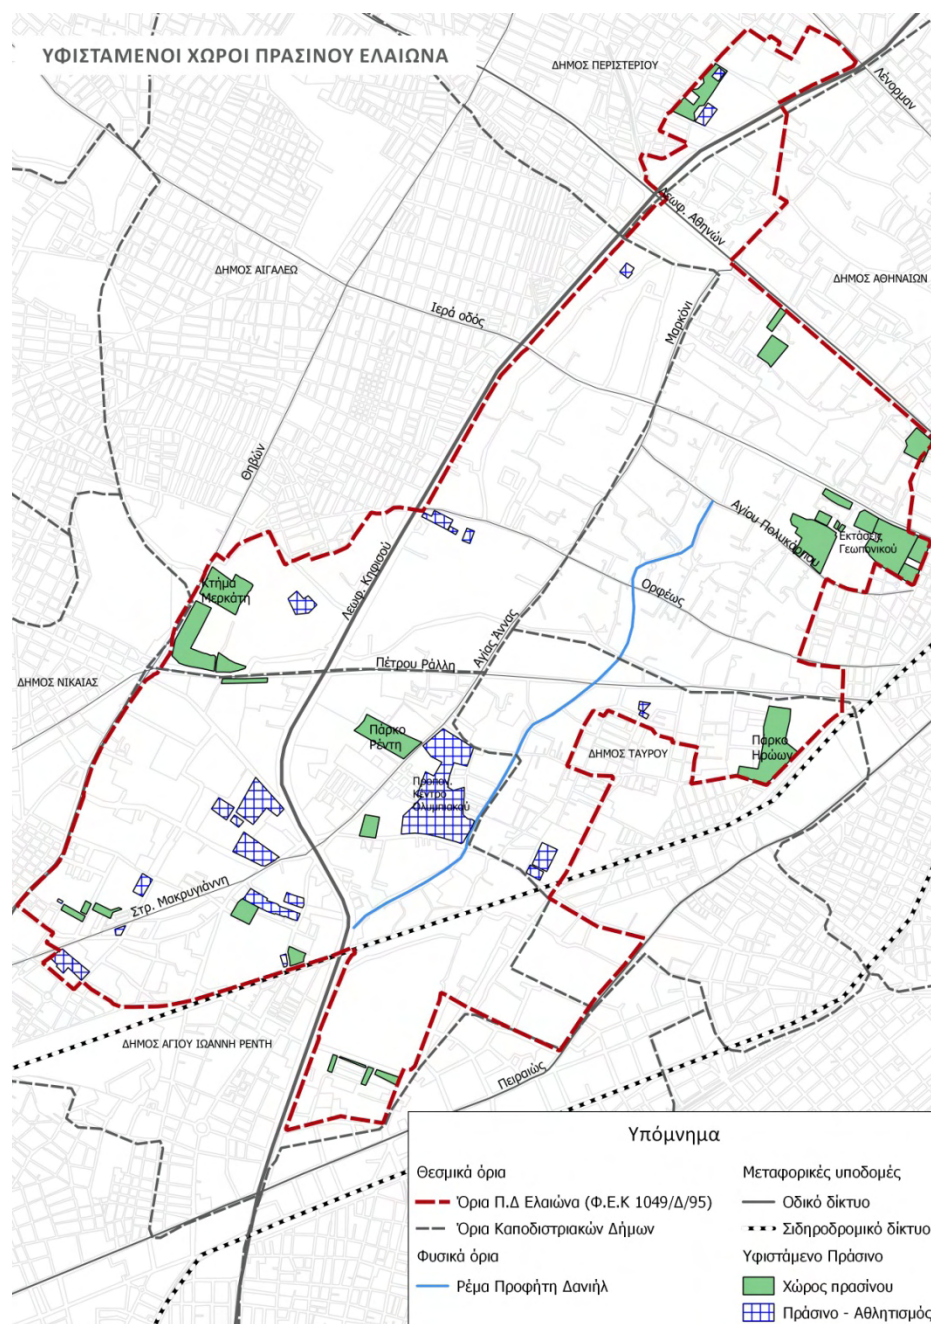 ΥΦΙΣΤΑΜΕΝΟΙ ΧΩΡΟΙ ΠΡΑΣΙΝΟΥ ΕΛΑΙΩΝΑ
ΔΗΜΟΣ ΠΕΡΙΣΤΕΡΙΟΥ
Λένορμαν
Λεωφ. Αθηνών
ΔΗΜΟΣ ΑΙΓΑΛΕΩ
ΔΗΜΟΣ ΑΘΗΝΑΙΩΝ
Ιερά οδός
Μαρκόνι
Θηβών
Αγίου Πολυκάρπου
Εκτάσεις
Γεωπονικού
Λεωφ. Κηφισού
Κτήμα
Μερκάτη
Ορφέως
Αγίας Άννας
Πέτρου Ράλλη
ΔΗΜΟΣ ΝΙΚΑΙΑΣ
Πάρκο
Ρέντη
ΔΗΜΟΣ ΤΑΥΡΟΥ
Πάρκο
Ηρώων
Προπον.
Κέντρο
Ολυμπιακού
Στρ. Μακρυγιάννη
ΔΗΜΟΣ ΑΓΙΟΥ ΙΩΑΝΝΗ ΡΕΝΤΗ
Πειραιώς
Υπόμνημα
Θεσμικά όρια
Όρια Π.Δ Ελαιώνα (Φ.Ε.Κ 1049/Δ/95)
Όρια Καποδιστριακών Δήμων
Φυσικά όρια
Ρέμα Προφήτη Δανιήλ
Μεταφορικές υποδομές
Οδικό δίκτυο
Σιδηροδρομικό δίκτυο
Υφιστάμενο Πράσινο
Χώρος πρασίνου
Πράσινο - Αθλητισμός